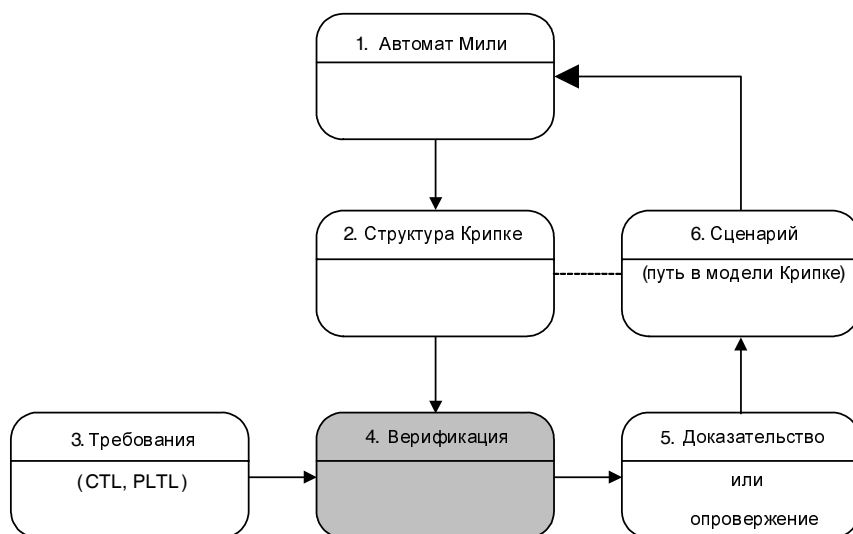 1. Автомат Мили
2. Структура Крипке
6. Сценарий
(путь в модели Крипке)
3. Требования
(CTL, PLTL)
4. Верификация
5. Доказательство
или
опровержение